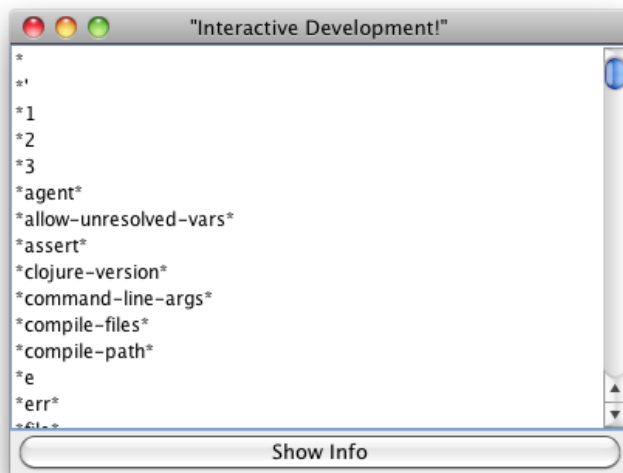 "Interactive Development!"
*
*'
*1
*2
*3
*agent*
*allow-unresolved-vars*
*assert*
*clojure-version*
*command-line-args*
*compile-files*
*compile-path*
*e
*err*
*file*
Show Info